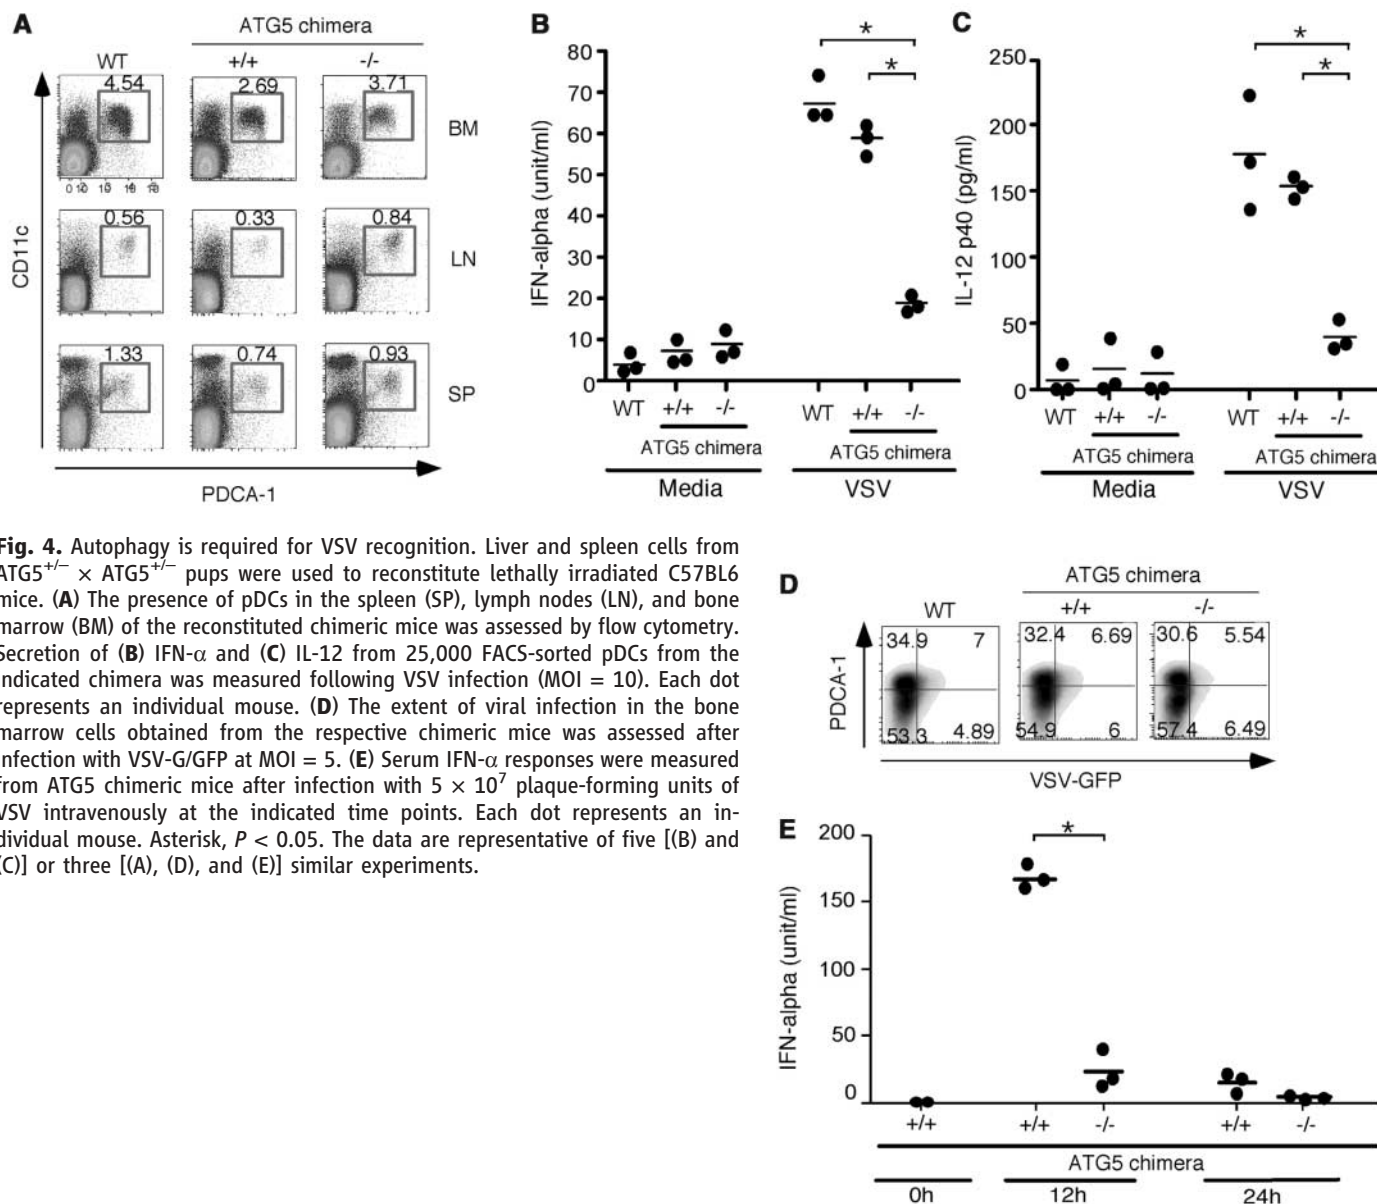 A
ATG5 chimera
WT +/+ -/-
4.54 2.69 3.71
BM
0.56 0.33 0.84
LN
1.33 0.74 0.93
SP
CD11c
PDCA-1
B
IFN-alpha (unit/ml)
80
70
60
50
40
30
20
10
0
* *
WT +/+ -/- WT +/+ -/-
ATG5 chimera ATG5 chimera
Media VSV
C
IL-12 p40 (pg/ml)
250
200
150
100
50
0
* *
WT +/+ -/- WT +/+ -/-
ATG5 chimera ATG5 chimera
Media VSV
Fig. 4. Autophagy is required for VSV recognition. Liver and spleen cells from
ATG5+/− × ATG5+/− pups were used to reconstitute lethally irradiated C57BL6
mice. (A) The presence of pDCs in the spleen (SP), lymph nodes (LN), and bone
marrow (BM) of the reconstituted chimeric mice was assessed by flow cytometry.
Secretion of (B) IFN-α and (C) IL-12 from 25,000 FACS-sorted pDCs from the
indicated chimera was measured following VSV infection (MOI = 10). Each dot
represents an individual mouse. (D) The extent of viral infection in the bone
marrow cells obtained from the respective chimeric mice was assessed after
infection with VSV-G/GFP at MOI = 5. (E) Serum IFN-α responses were measured
from ATG5 chimeric mice after infection with 5 × 10⁷ plaque-forming units of
VSV intravenously at the indicated time points. Each dot represents an in-
dividual mouse. Asterisk, P < 0.05. The data are representative of five [(B) and
(C)] or three [(A), (D), and (E)] similar experiments.
D
ATG5 chimera
WT +/+ -/-
34.9 7 32.4 6.69 30.6 5.54
53.3 4.89 54.9 6 57.4 6.49
PDCA-1
VSV-GFP
E
IFN-alpha (unit/ml)
200
150
100
50
0
*
+/+ +/+ -/- +/+ -/-
ATG5 chimera
0h 12h 24h